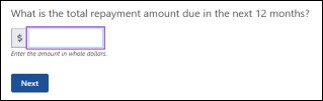 What is the total repayment amount due in the next 12 months?
$
Enter the amount in whole dollars.
Next